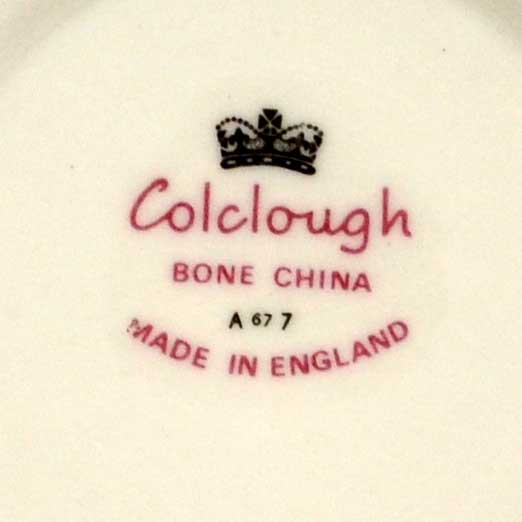 Colclough
BONE CHINA
A 67 7
MADE IN ENGLAND